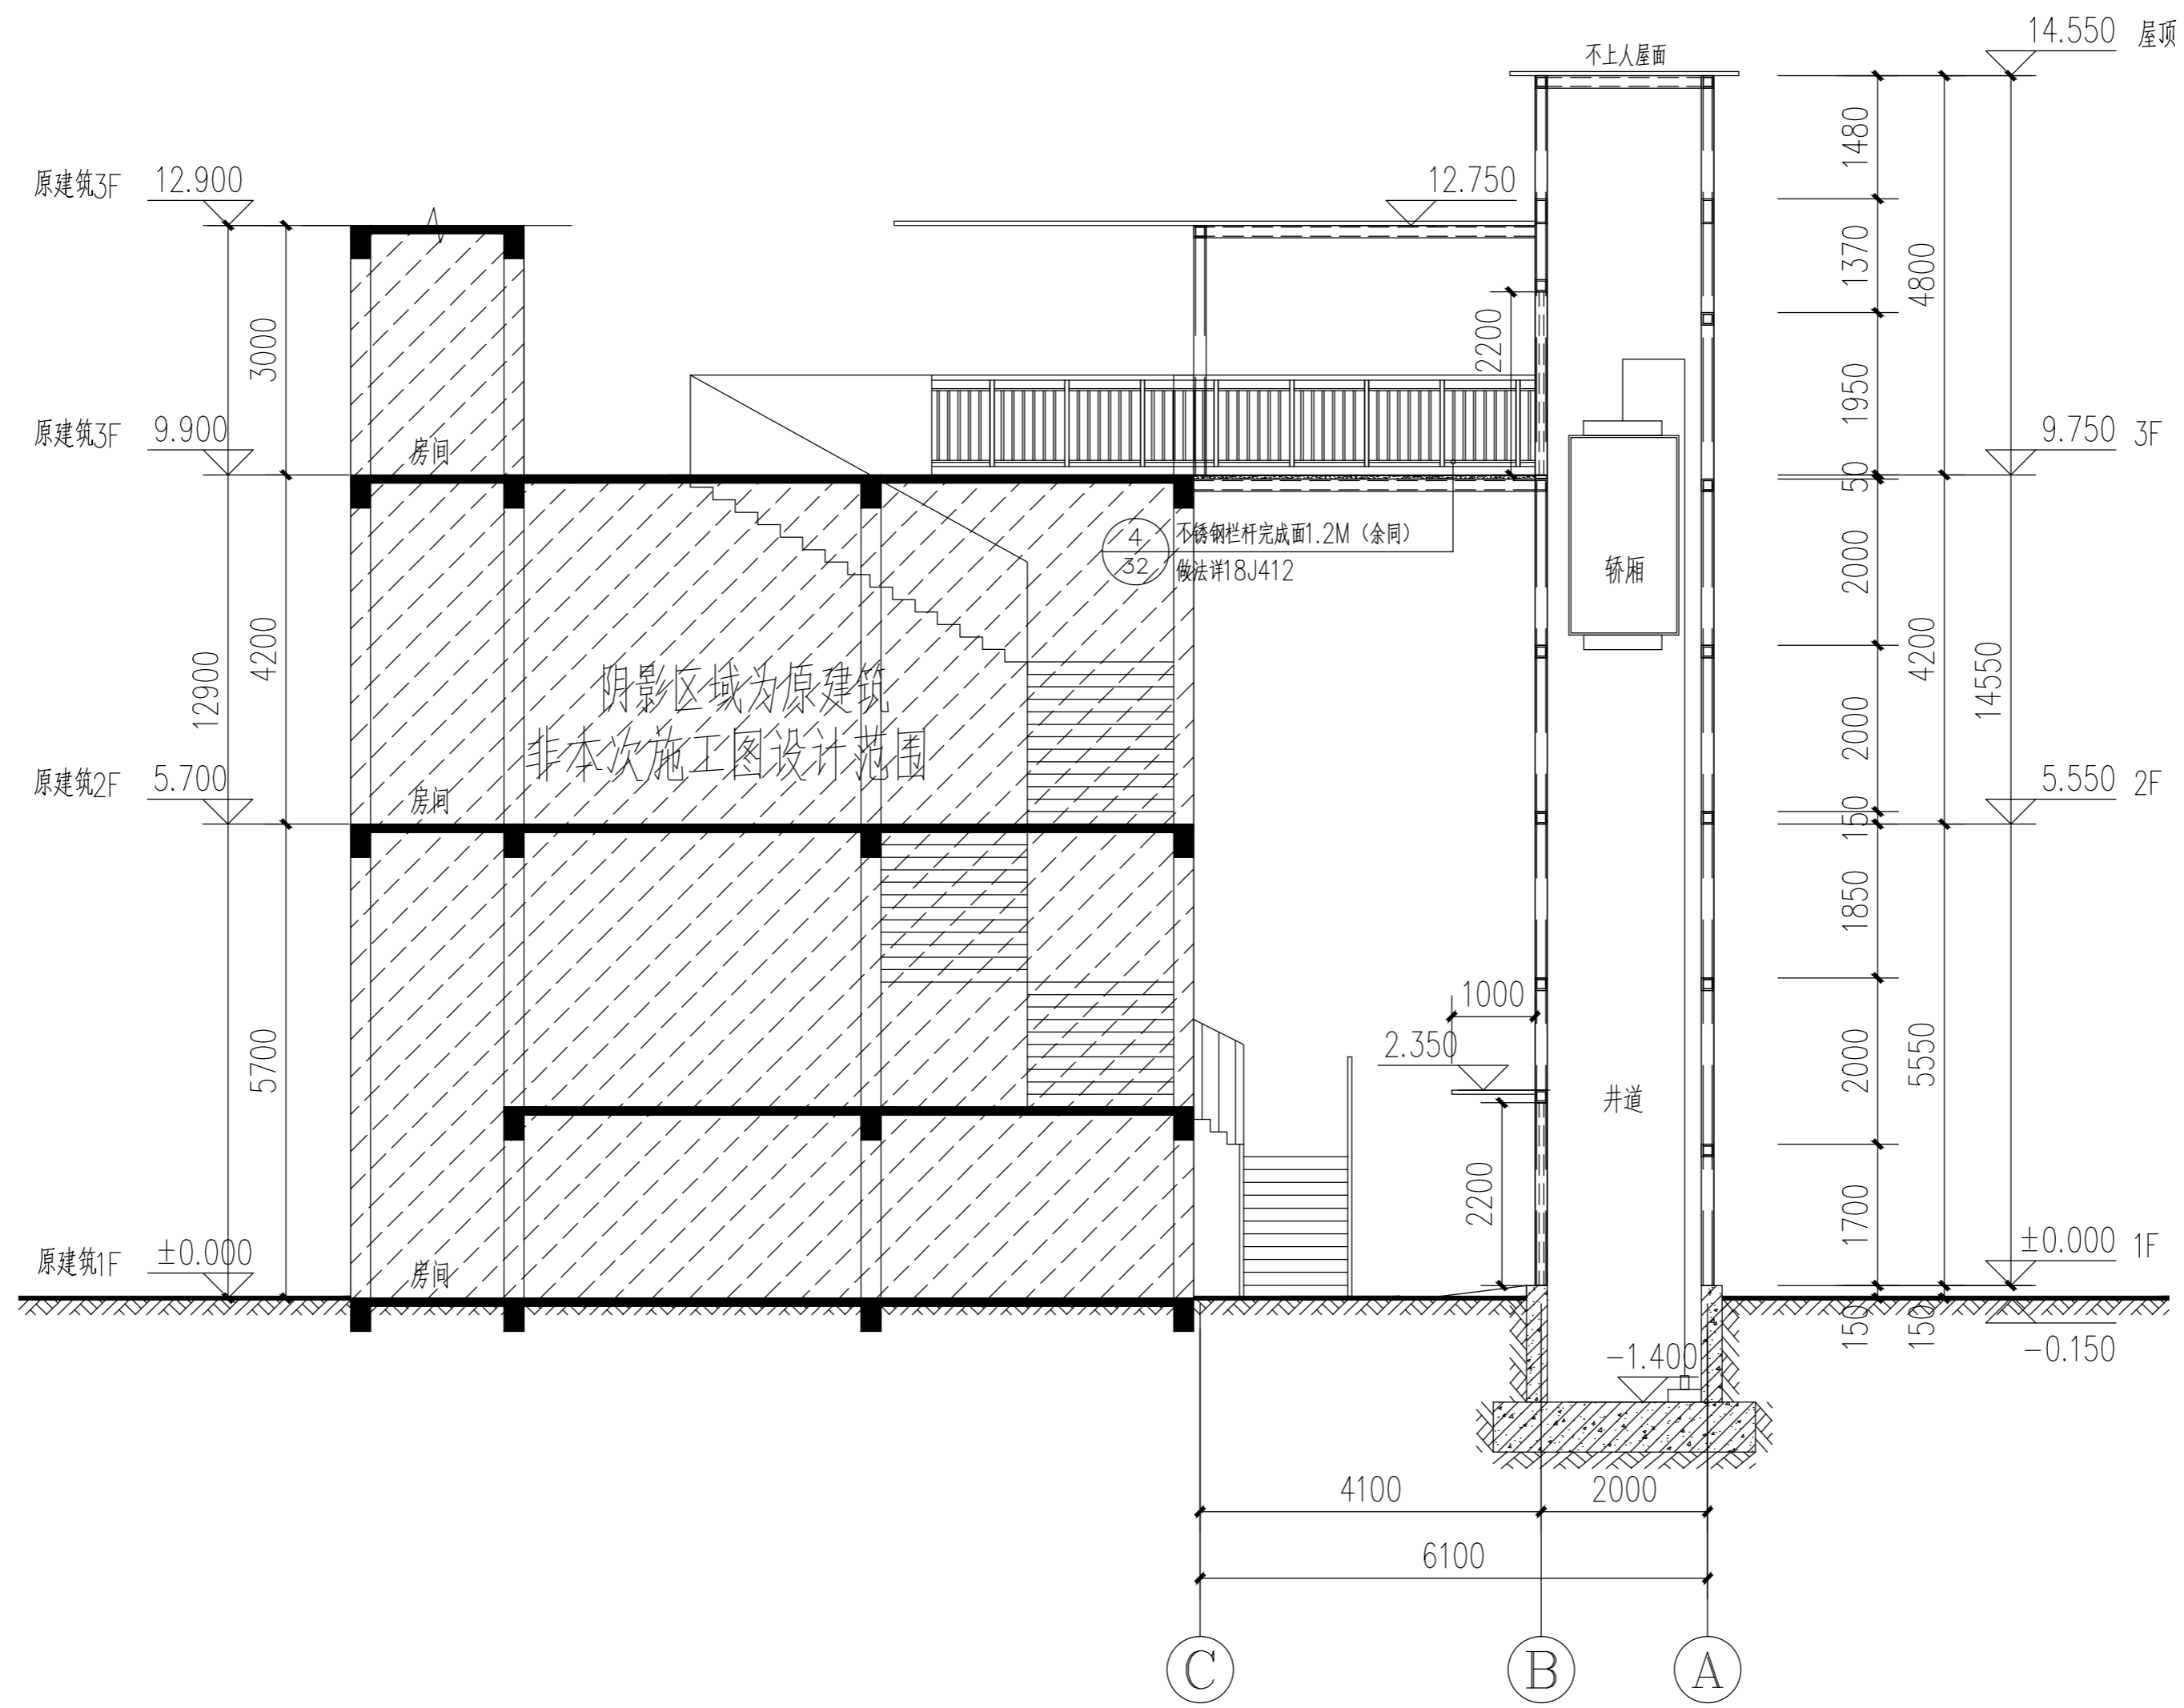 14.550 屋顶
不上人屋面
1480
原建筑3F 12.900
12.750
1370
4800
3000
2200
1950
原建筑3F 9.900
9.750 3F
房间
50
4
32
不锈钢栏杆完成面1.2M（余同）
做法详18J412
轿厢
2000
4200
4200
12900
14550
阴影区域为原建筑
非本次施工图设计范围
2000
原建筑2F 5.700
5.550 2F
房间
150
1850
1000
2.350
5700
2000
5550
井道
2200
1700
原建筑1F ±0.000
±0.000 1F
房间
150
150
-0.150
-1.400
4100
2000
6100
C
B
A